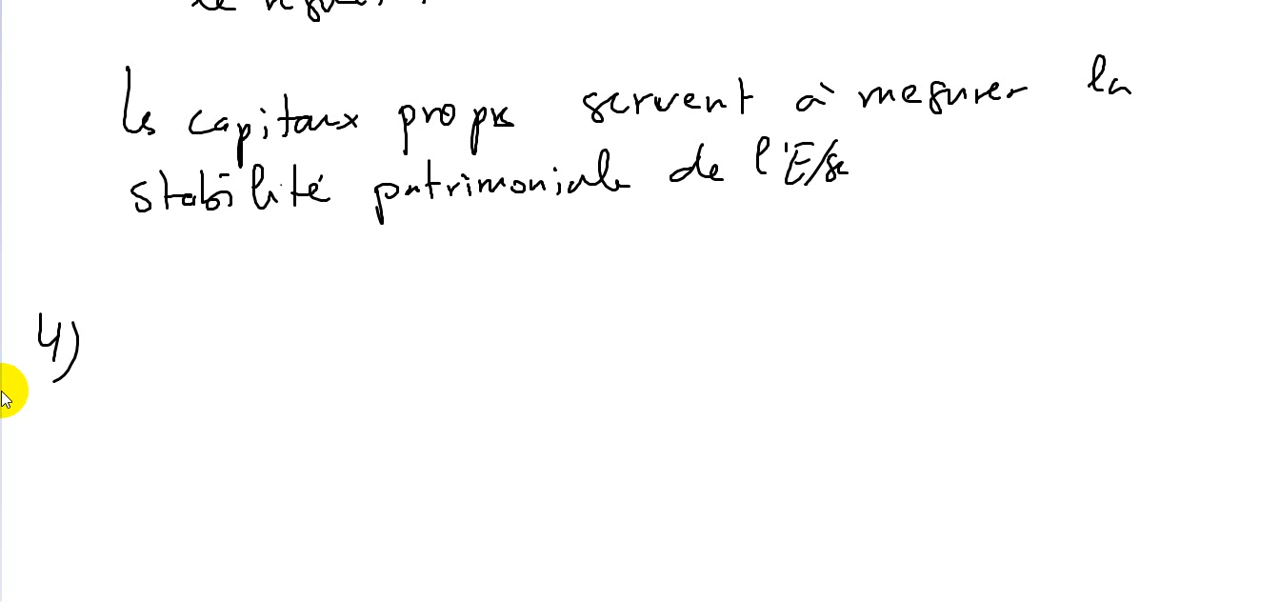 Les capitaux propres servent à mesurer la
stabilité patrimoniale de l'E/se
4)